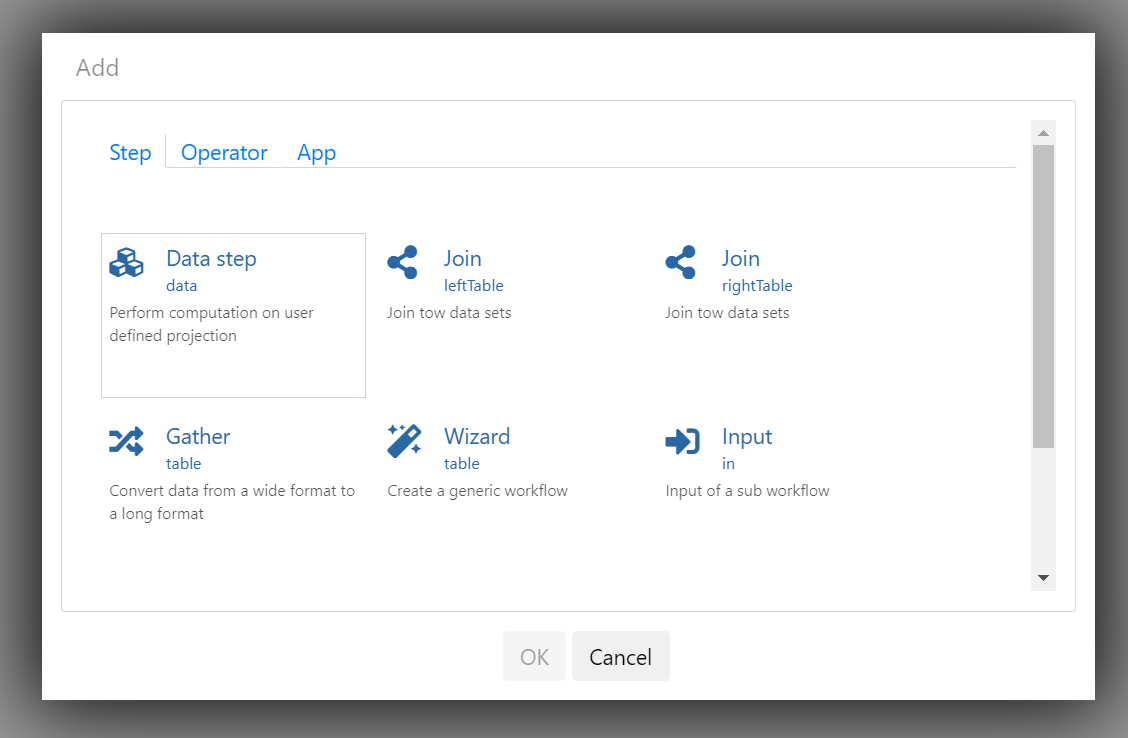 Add
Step Operator App
Data step
data
Perform computation on user
defined projection
Join
leftTable
Join tow data sets
Join
rightTable
Join tow data sets
Gather
table
Convert data from a wide format to
a long format
Wizard
table
Create a generic workflow
Input
in
Input of a sub workflow
OK Cancel